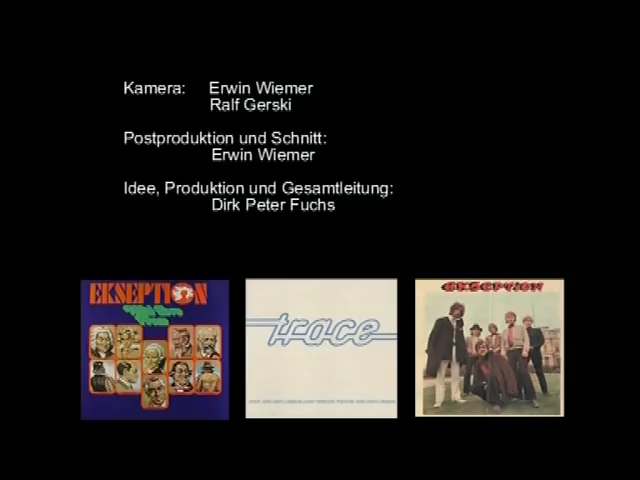 Kamera: Erwin Wiemer
Ralf Gerski
Postproduktion und Schnitt:
Erwin Wiemer
Idee, Produktion und Gesamtleitung:
Dirk Peter Fuchs
EKSEPTION
trace
EKSEPTION